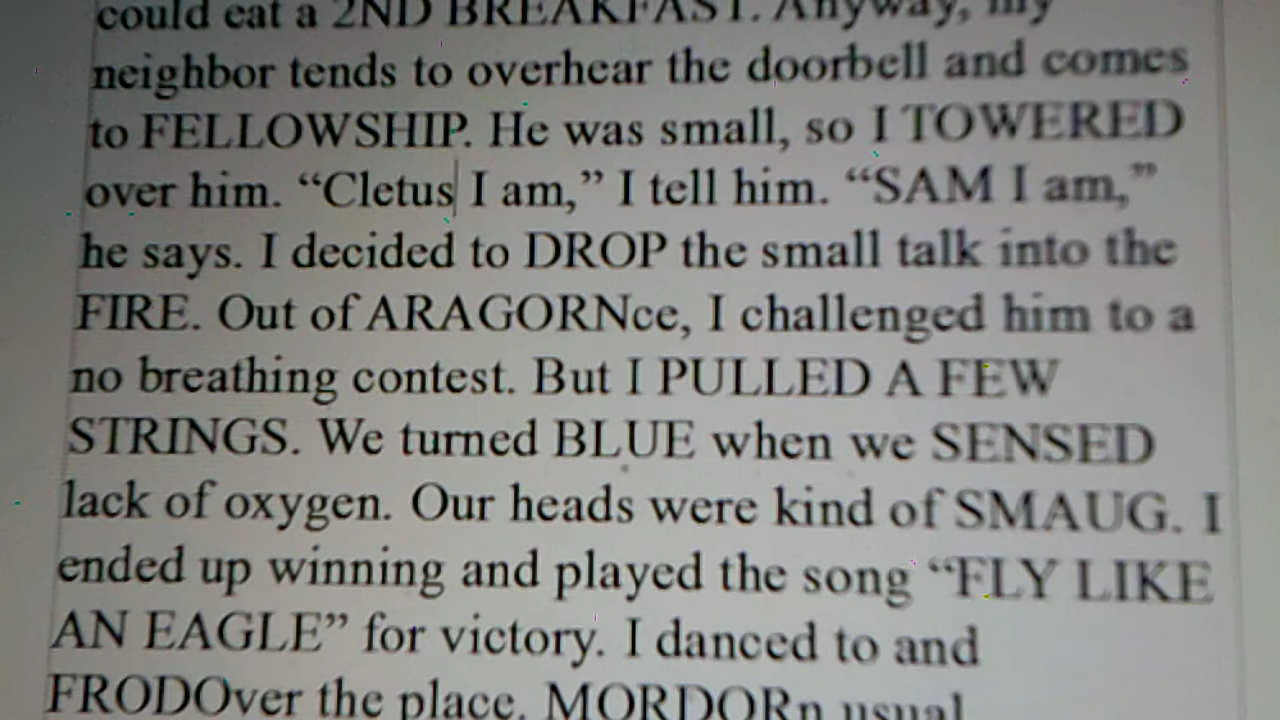 could eat a 2ND BREAKFAST. Anyway, my
neighbor tends to overhear the doorbell and comes
to FELLOWSHIP. He was small, so I TOWERED
over him. “Cletus I am,” I tell him. “SAM I am,”
he says. I decided to DROP the small talk into the
FIRE. Out of ARAGORNce, I challenged him to a
no breathing contest. But I PULLED A FEW
STRINGS. We turned BLUE when we SENSED
lack of oxygen. Our heads were kind of SMAUG. I
ended up winning and played the song “FLY LIKE
AN EAGLE” for victory. I danced to and
FRODOver the place. MORDORn usual